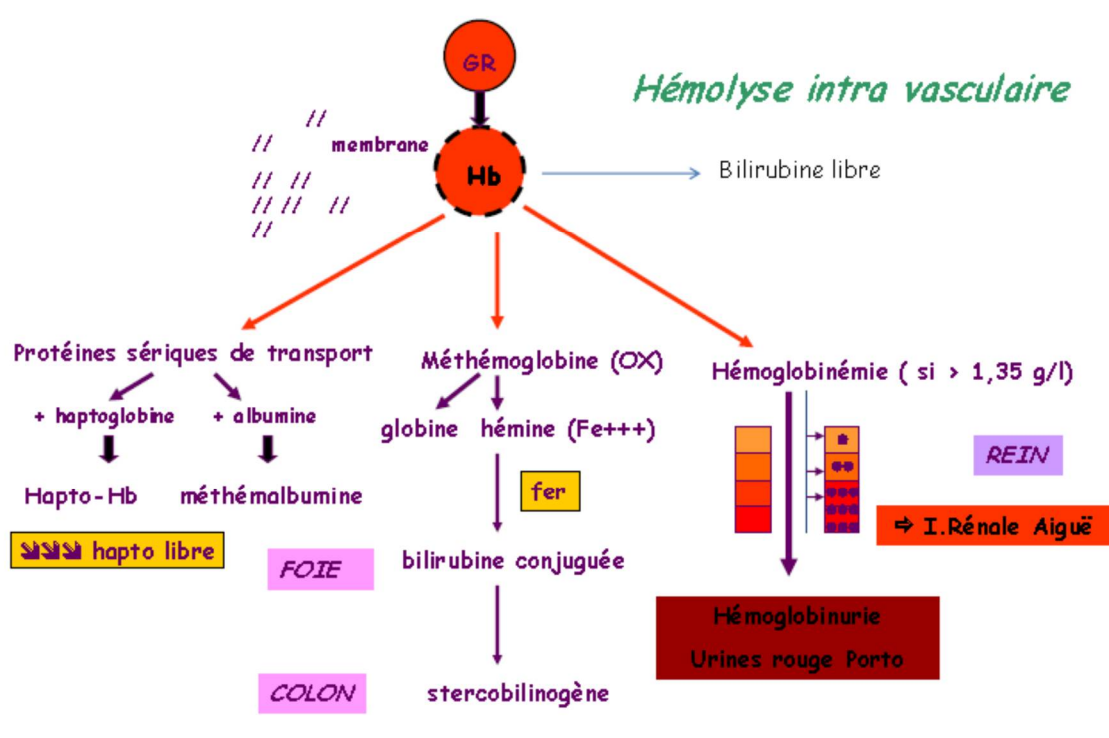 GR
Hémolyse intra vasculaire
membrane
Hb
Bilirubine libre
Protéines sériques de transport
Méthémoglobine (OX)
Hémoglobinémie ( si > 1,35 g/l)
+ haptoglobine
+ albumine
globine hémine (Fe+++)
REIN
Hapto-Hb
méthémalbumine
fer
⇨ I.Rénale Aiguë
➘➘➘ hapto libre
FOIE
bilirubine conjuguée
Hémoglobinurie
Urines rouge Porto
COLON
stercobilinogène